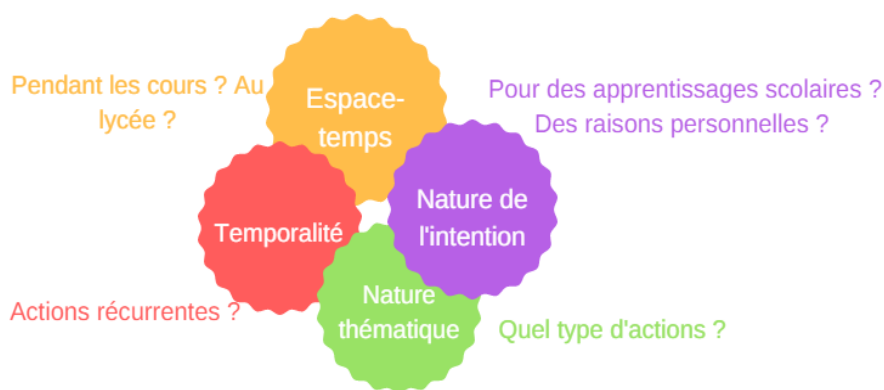 Pendant les cours ? Au
lycée ?
Espace-
temps
Pour des apprentissages scolaires ?
Des raisons personnelles ?
Nature de
l'intention
Temporalité
Actions récurrentes ?
Nature
thématique
Quel type d'actions ?